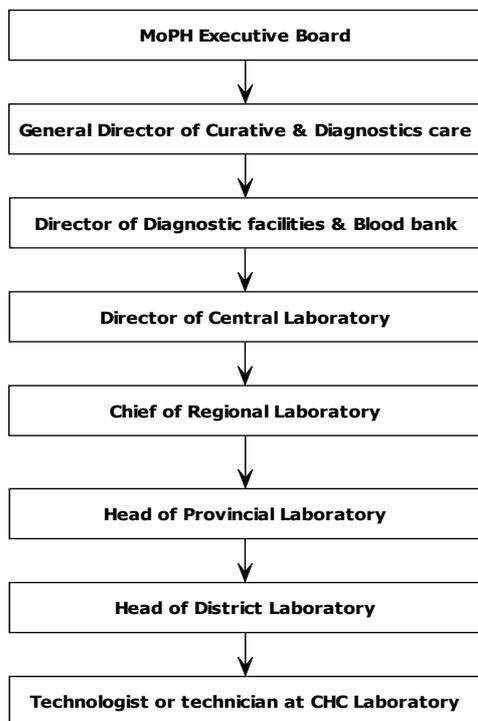 MoPH Executive Board
General Director of Curative & Diagnostics care
Director of Diagnostic facilities & Blood bank
Director of Central Laboratory
Chief of Regional Laboratory
Head of Provincial Laboratory
Head of District Laboratory
Technologist or technician at CHC Laboratory